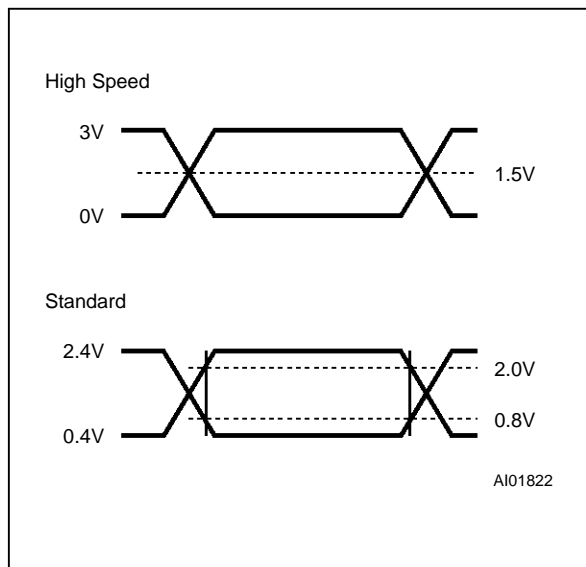 High Speed
3V
1.5V
0V
Standard
2.4V
2.0V
0.8V
0.4V
AI01822